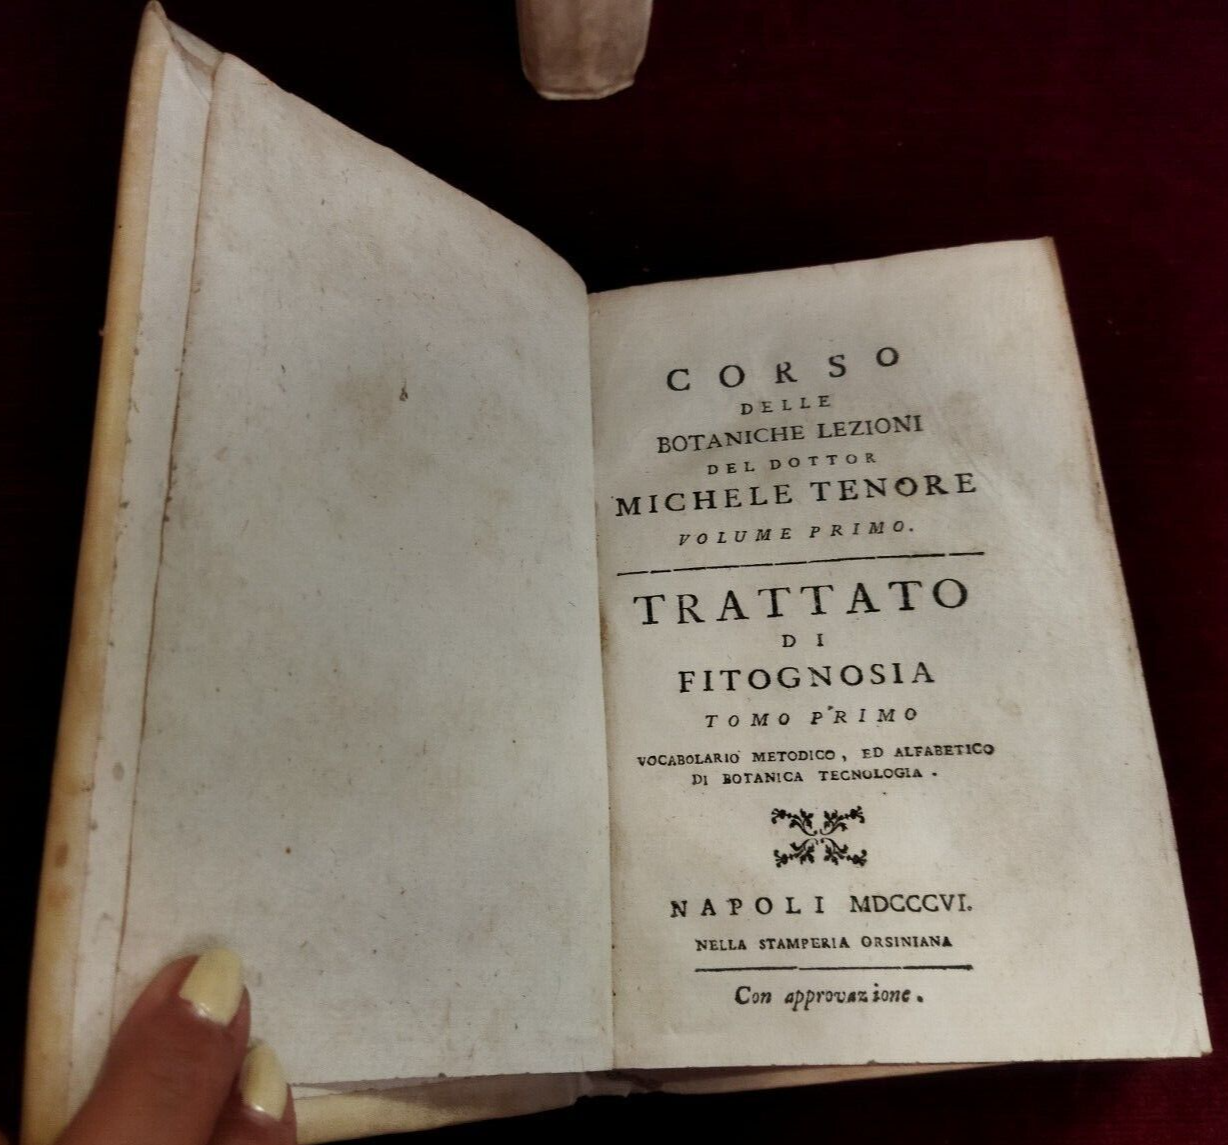 CORSO
DELLE
BOTANICHE LEZIONI
DEL DOTTOR
MICHELE TENORE
VOLUME PRIMO.
TRATTATO
DI
FITOGNOSIA
TOMO PRIMO
VOCABOLARIO METODICO, ED ALFABETICO
DI BOTANICA TECNOLOGIA.
NAPOLI MDCCCVI.
NELLA STAMPERIA ORSINIANA
Con approvazione.